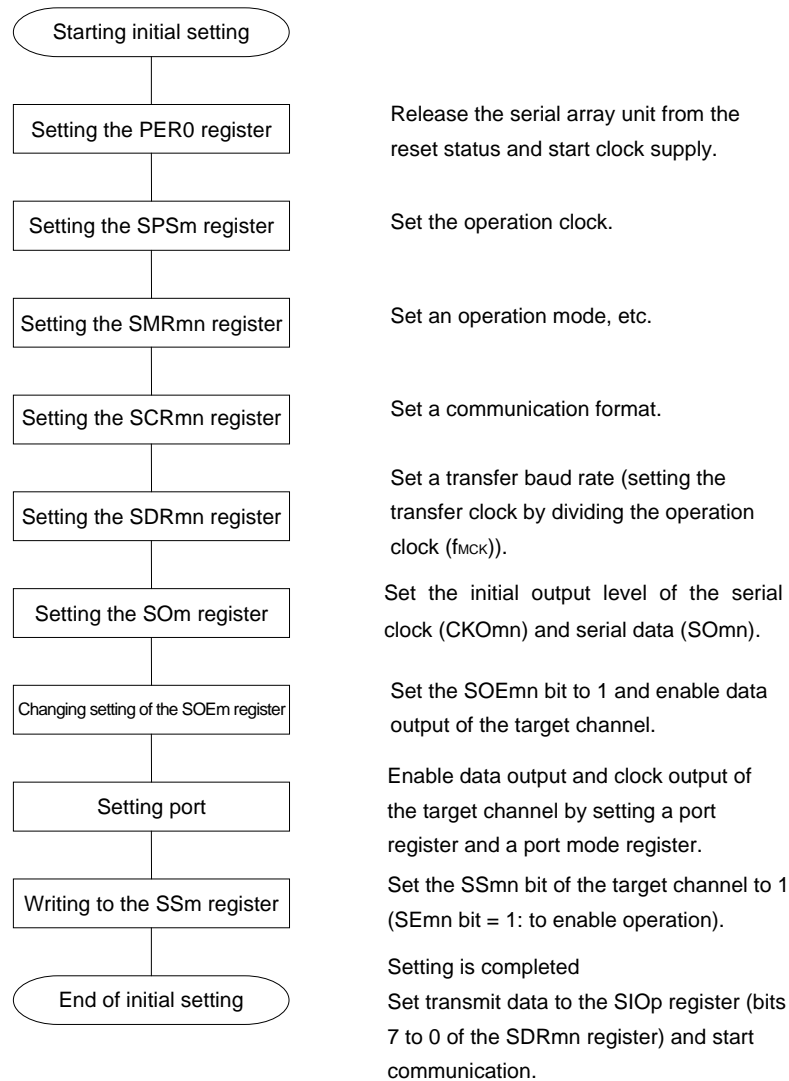 Starting initial setting
Setting the PER0 register
Release the serial array unit from the
reset status and start clock supply.
Setting the SPSm register
Set the operation clock.
Setting the SMRmn register
Set an operation mode, etc.
Setting the SCRmn register
Set a communication format.
Setting the SDRmn register
Set a transfer baud rate (setting the
transfer clock by dividing the operation
clock (fMCK)).
Setting the SOm register
Set the initial output level of the serial
clock (CKOmn) and serial data (SOmn).
Changing setting of the SOEm register
Set the SOEmn bit to 1 and enable data
output of the target channel.
Setting port
Enable data output and clock output of
the target channel by setting a port
register and a port mode register.
Writing to the SSm register
Set the SSmn bit of the target channel to 1
(SEmn bit = 1: to enable operation).
End of initial setting
Setting is completed
Set transmit data to the SIOp register (bits
7 to 0 of the SDRmn register) and start
communication.